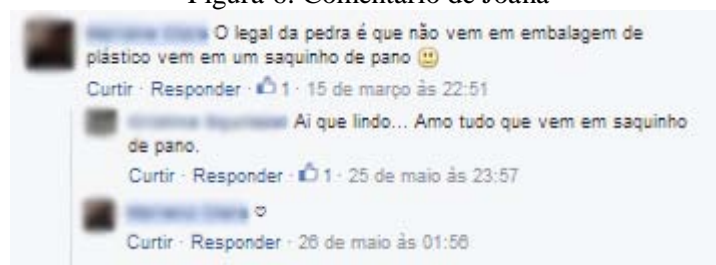 Figura 6: Comentário de Joana
O legal da pedra é que não vem em embalagem de
plástico vem em um saquinho de pano
Curtir · Responder · 1 · 15 de março às 22:51
Ai que lindo... Amo tudo que vem em saquinho
de pano.
Curtir · Responder · 1 · 25 de maio às 23:57
Curtir · Responder · 26 de maio às 01:56